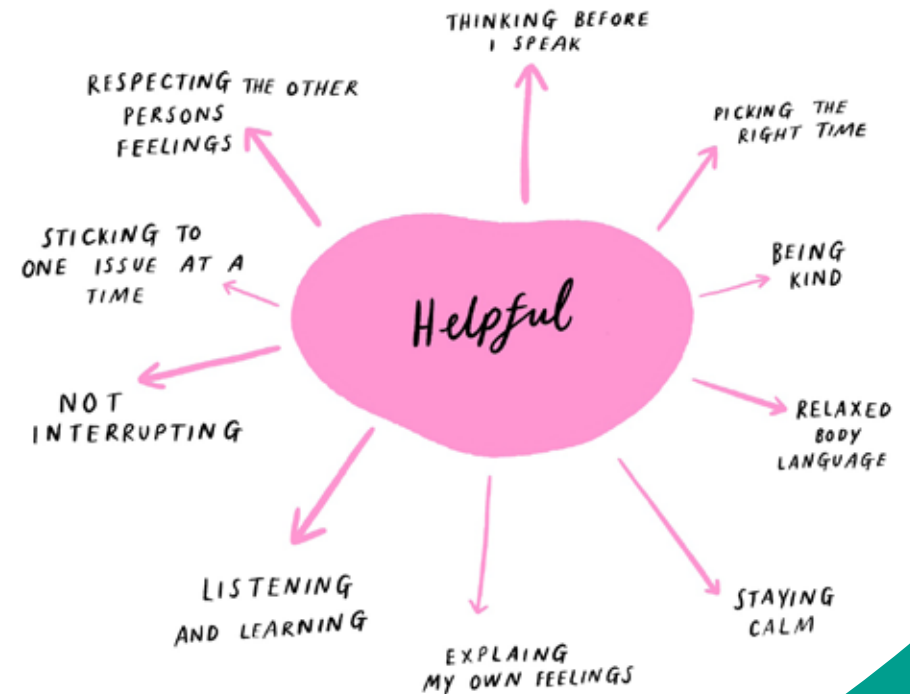 THINKING BEFORE
I SPEAK
RESPECTING THE OTHER
PERSONS
FEELINGS
PICKING THE
RIGHT TIME
STICKING TO
ONE ISSUE AT A
TIME
BEING
KIND
Helpful
NOT
INTERRUPTING
RELAXED
BODY
LANGUAGE
LISTENING
AND LEARNING
STAYING
CALM
EXPLAING
MY OWN FEELINGS